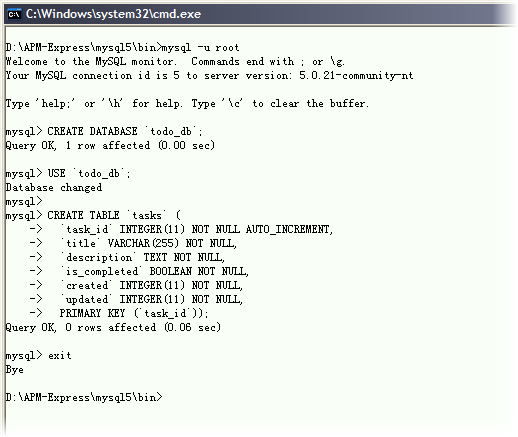 C:\Windows\system32\cmd.exe
D:\APM-Express\mysql5\bin>mysql -u root
Welcome to the MySQL monitor.  Commands end with ; or \g.
Your MySQL connection id is 5 to server version: 5.0.21-community-nt
Type 'help;' or '\h' for help. Type '\c' to clear the buffer.
mysql> CREATE DATABASE `todo_db`;
Query OK, 1 row affected (0.00 sec)
mysql> USE `todo_db`;
Database changed
mysql>
mysql> CREATE TABLE `tasks` (
    ->   `task_id` INTEGER(11) NOT NULL AUTO_INCREMENT,
    ->   `title` VARCHAR(255) NOT NULL,
    ->   `description` TEXT NOT NULL,
    ->   `is_completed` BOOLEAN NOT NULL,
    ->   `created` INTEGER(11) NOT NULL,
    ->   `updated` INTEGER(11) NOT NULL,
    ->   PRIMARY KEY (`task_id`));
Query OK, 0 rows affected (0.06 sec)
mysql> exit
Bye
D:\APM-Express\mysql5\bin>